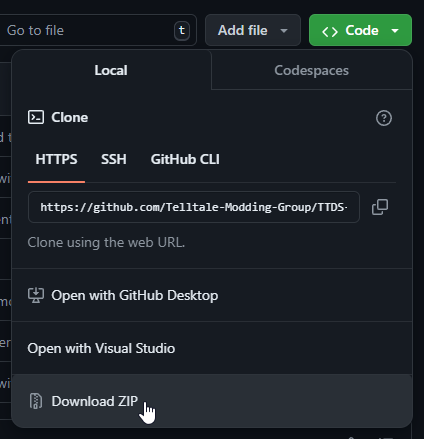 Go to file
t
Add file
Code
Local
Codespaces
Clone
HTTPS
SSH
GitHub CLI
https://github.com/Telltale-Modding-Group/TTDS-
Clone using the web URL.
Open with GitHub Desktop
Open with Visual Studio
Download ZIP